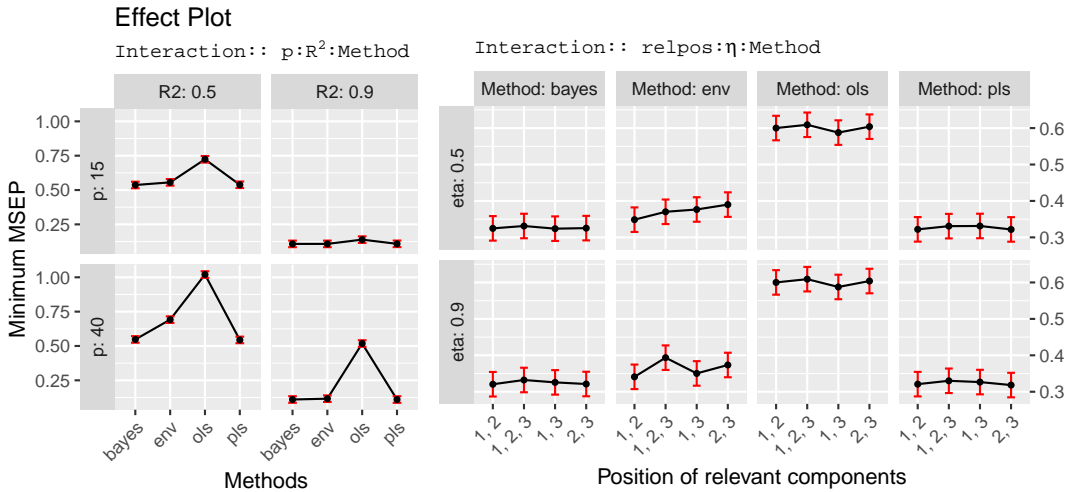 Effect Plot
Interaction:: p:R²:Method
R2: 0.5
R2: 0.9
Minimum MSEP
1.00
0.75
0.50
0.25
p: 15
1.00
0.75
0.50
0.25
p: 40
bayes
env
ols
pls
bayes
env
ols
pls
Methods
Interaction:: relpos:η:Method
Method: bayes
Method: env
Method: ols
Method: pls
eta: 0.5
0.6
0.5
0.4
0.3
eta: 0.9
0.6
0.5
0.4
0.3
1, 2
1, 2, 3
1, 3
2, 3
1, 2
1, 2, 3
1, 3
2, 3
1, 2
1, 2, 3
1, 3
2, 3
1, 2
1, 2, 3
1, 3
2, 3
Position of relevant components